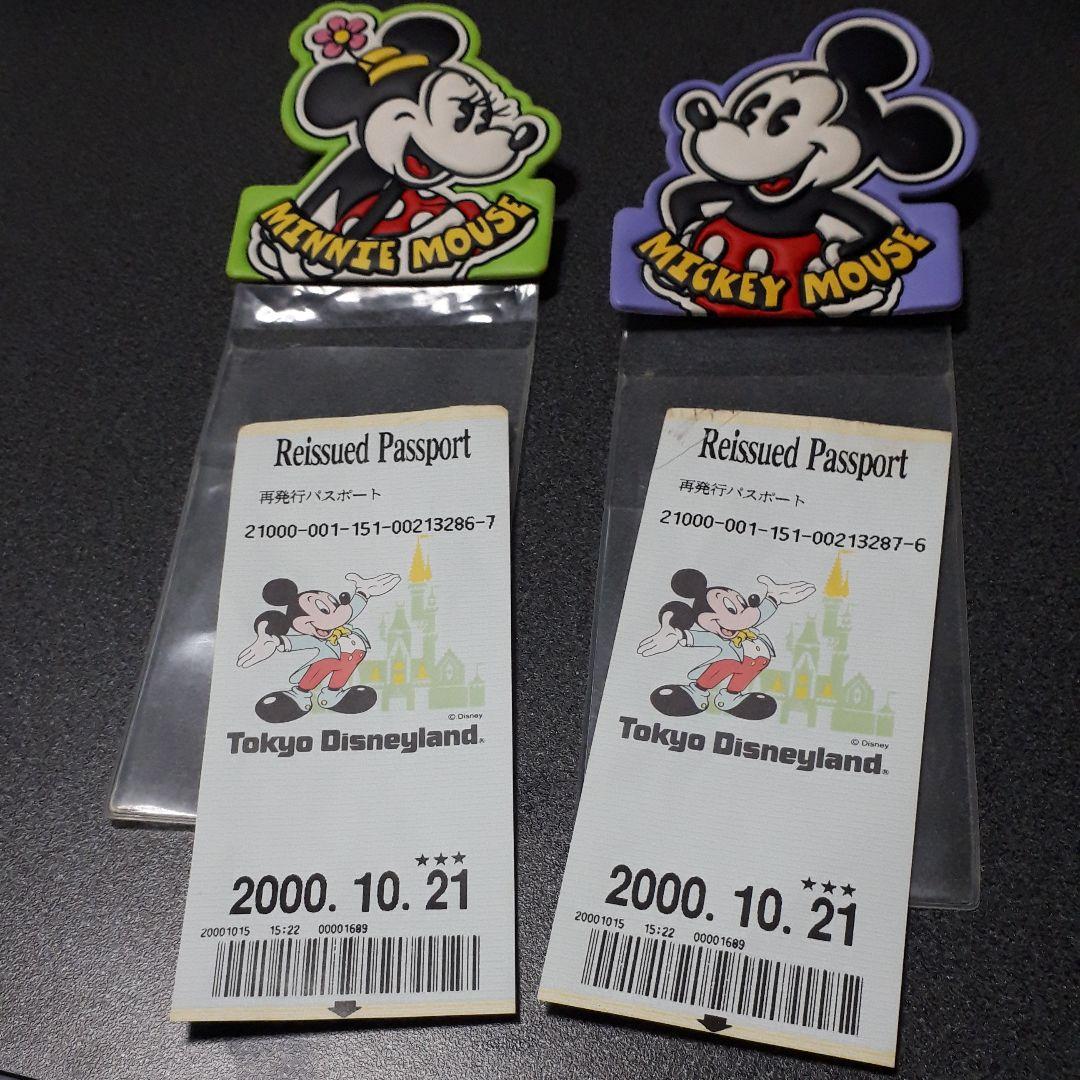 MINNIE MOUSE
MICKEY MOUSE
Reissued Passport
再発行パスポート
21000-001-151-00213286-7
© Disney
Tokyo Disneyland®
★★★
2000. 10. 21
20001015 15:22 00001689
Reissued Passport
再発行パスポート
21000-001-151-00213287-6
© Disney
Tokyo Disneyland®
★★★
2000. 10. 21
20001015 15:22 00001689